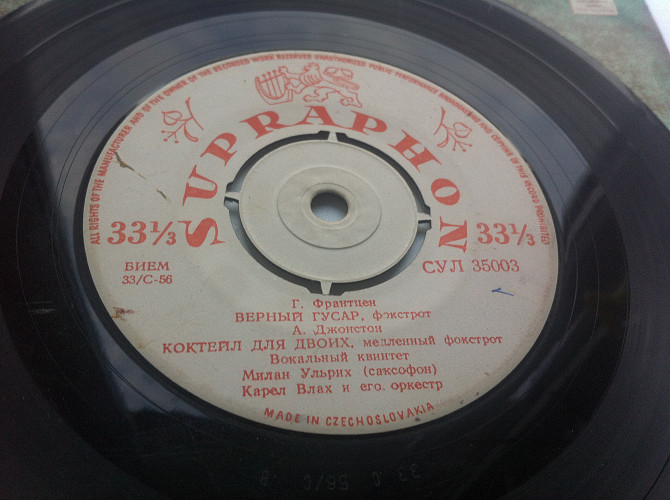 ALL RIGHTS OF THE MANUFACTURER AND OF THE OWNER OF THE RECORDED WORK RESERVED UNAUTHORIZED PUBLIC PERFORMANCE BROADCASTING AND COPYING OF THIS RECORD PROHIBITED
SUPRAPHON
33⅓ 33⅓
БИЕМ СУЛ 35003
33/C-56
Г. Франтцен
ВЕРНЫЙ ГУСАР, фокстрот
А. Джонстон
КОКТЕЙЛ ДЛЯ ДВОИХ, медленный фокстрот
Вокальный квинтет
Милан Ульрих (саксофон)
Карел Влах и его оркестр
MADE IN CZECHOSLOVAKIA